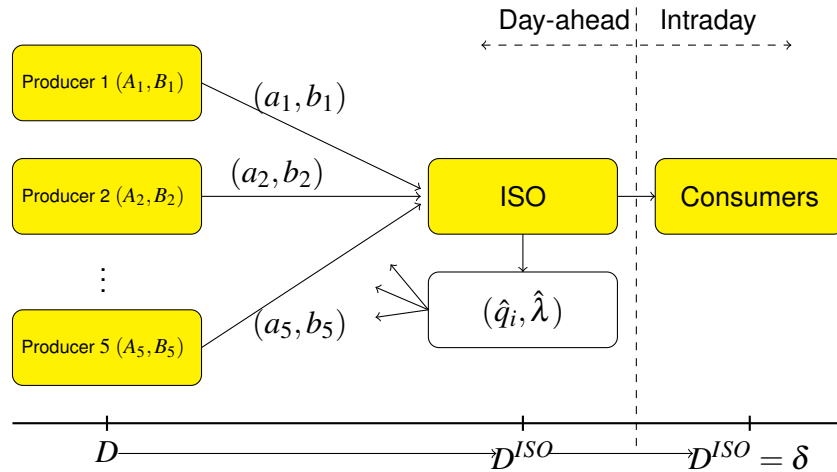 Day-ahead Intraday
Producer 1 (A₁, B₁)
(a₁, b₁)
Producer 2 (A₂, B₂)
(a₂, b₂)
ISO
Consumers
⋮
Producer 5 (A₅, B₅)
(a₅, b₅)
(q̂ᵢ, λ̂)
D
D^{ISO}
D^{ISO} = δ